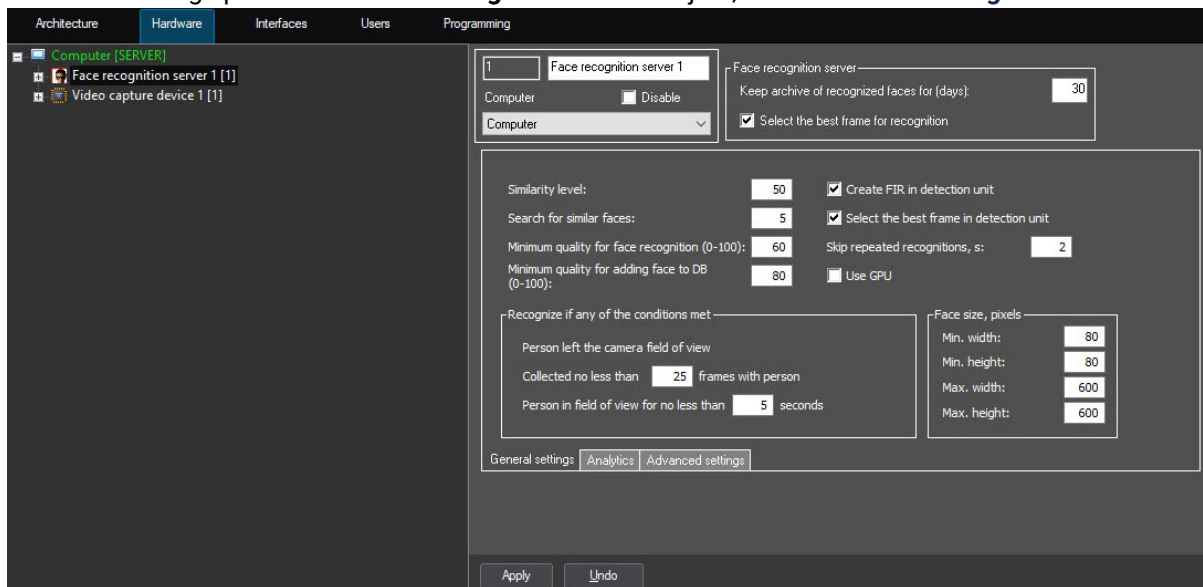 Architecture Hardware Interfaces Users Programming
Computer [SERVER]
Face recognition server 1 [1]
Video capture device 1 [1]
1 Face recognition server 1
Computer Disable
Computer
Face recognition server
Keep archive of recognized faces for (days): 30
Select the best frame for recognition
Similarity level: 50
Create FIR in detection unit
Search for similar faces: 5
Select the best frame in detection unit
Minimum quality for face recognition (0-100): 60
Skip repeated recognitions, s: 2
Minimum quality for adding face to DB
(0-100): 80
Use GPU
Recognize if any of the conditions met
Person left the camera field of view
Collected no less than 25 frames with person
Person in field of view for no less than 5 seconds
Face size, pixels
Min. width: 80
Min. height: 80
Max. width: 600
Max. height: 600
General settings Analytics Advanced settings
Apply Undo